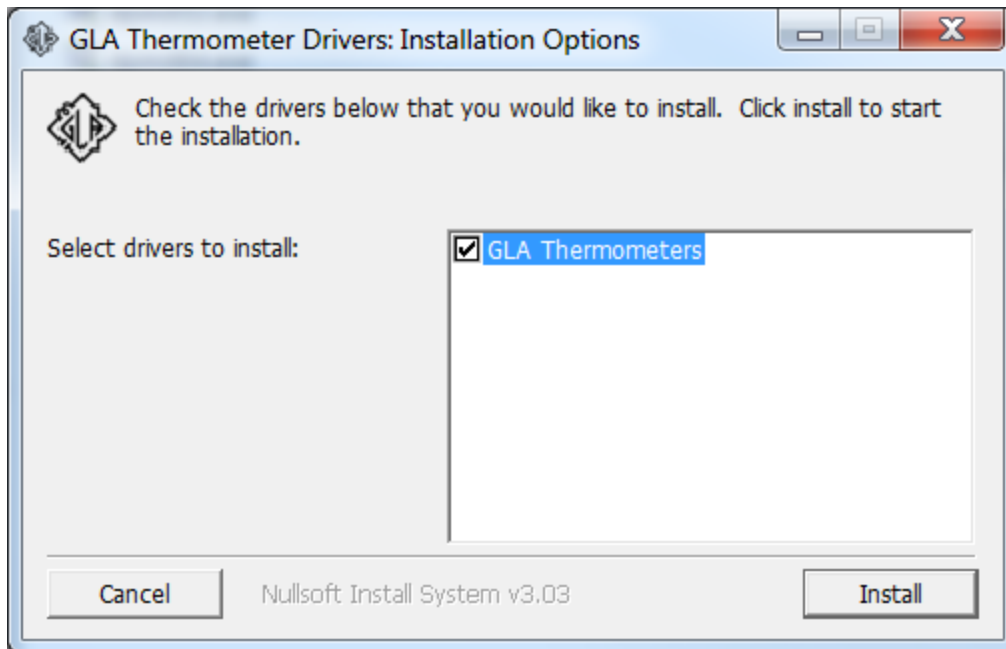 GLA Thermometer Drivers: Installation Options
GLA
Check the drivers below that you would like to install.  Click install to start
the installation.
Select drivers to install:
GLA Thermometers
Cancel
Nullsoft Install System v3.03
Install